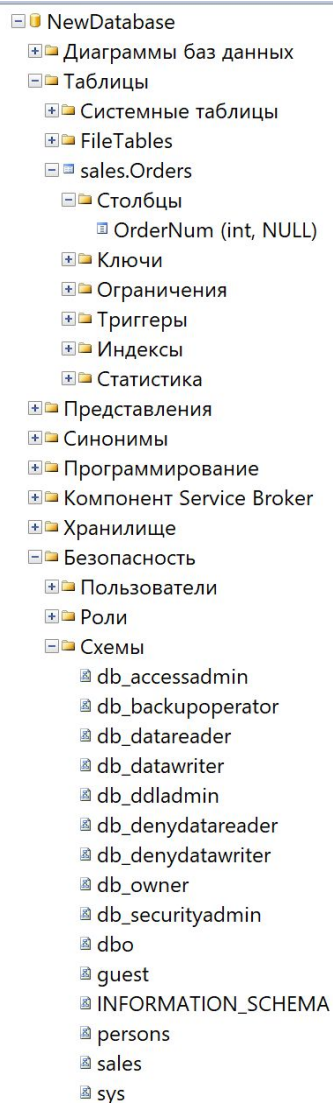 NewDatabase
Диаграммы баз данных
Таблицы
Системные таблицы
FileTables
sales.Orders
Столбцы
OrderNum (int, NULL)
Ключи
Ограничения
Триггеры
Индексы
Статистика
Представления
Синонимы
Программирование
Компонент Service Broker
Хранилище
Безопасность
Пользователи
Роли
Схемы
db_accessadmin
db_backupoperator
db_datareader
db_datawriter
db_ddladmin
db_denydatareader
db_denydatawriter
db_owner
db_securityadmin
dbo
guest
INFORMATION_SCHEMA
persons
sales
sys